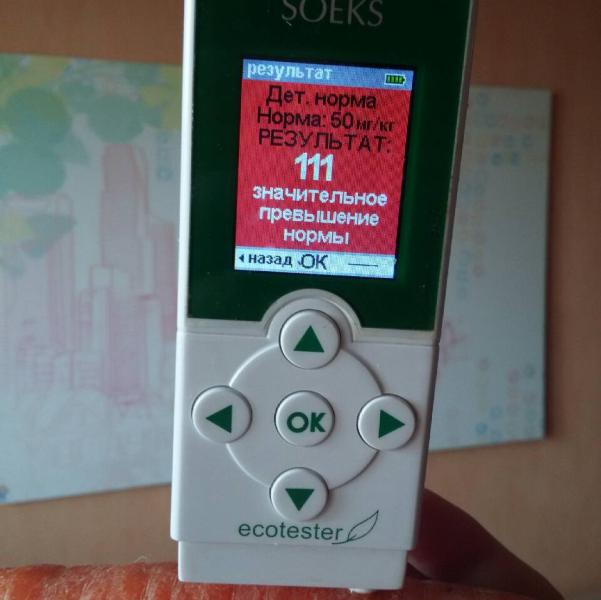 SOEKS
результат
Дет. норма
Норма: 50 мг/кг
РЕЗУЛЬТАТ:
111
значительное
превышение
нормы
назад OK
OK
ecotester